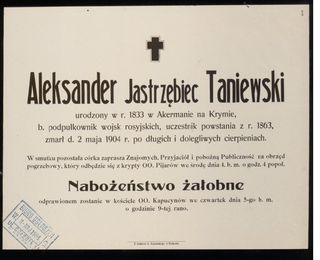 Aleksander Jastrzębiec Taniewski
urodzony w r. 1833 w Akermanie na Krymie,
b. podpułkownik wojsk rosyjskich, uczestnik powstania z r. 1863,
zmarł d. 2 maja 1904 r. po długich i dolegliwych cierpieniach.
W smutku pozostała córka zaprasza Znajomych, Przyjaciół i pobożną Publiczność na obrząd
pogrzebowy, który odbędzie się z krypty OO. Pijarów we środę dnia 4. b. m. o godz. 4 popoł.
Nabożeństwo żałobne
odprawionem zostanie w kościele OO. Kapucynów we czwartek dnia 5-go b. m.
o godzinie 9-tej rano.